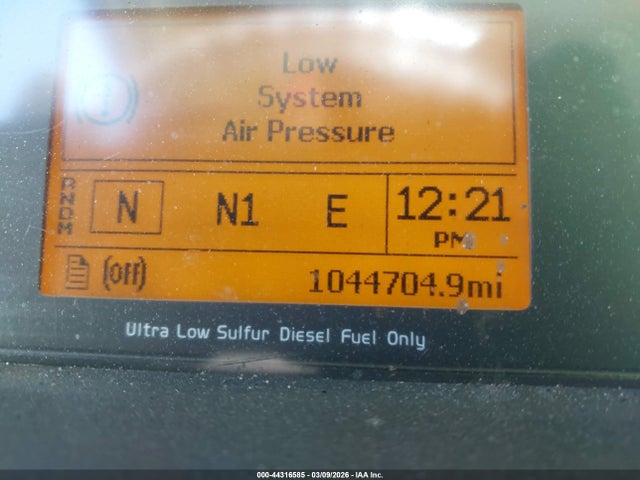 Low
System
Air Pressure
R
N
D
M
N N1 E 12:21
PM
(off) 1044704.9mi
Ultra Low Sulfur Diesel Fuel Only
000-44316585 - 03/09/2026 - IAA Inc.